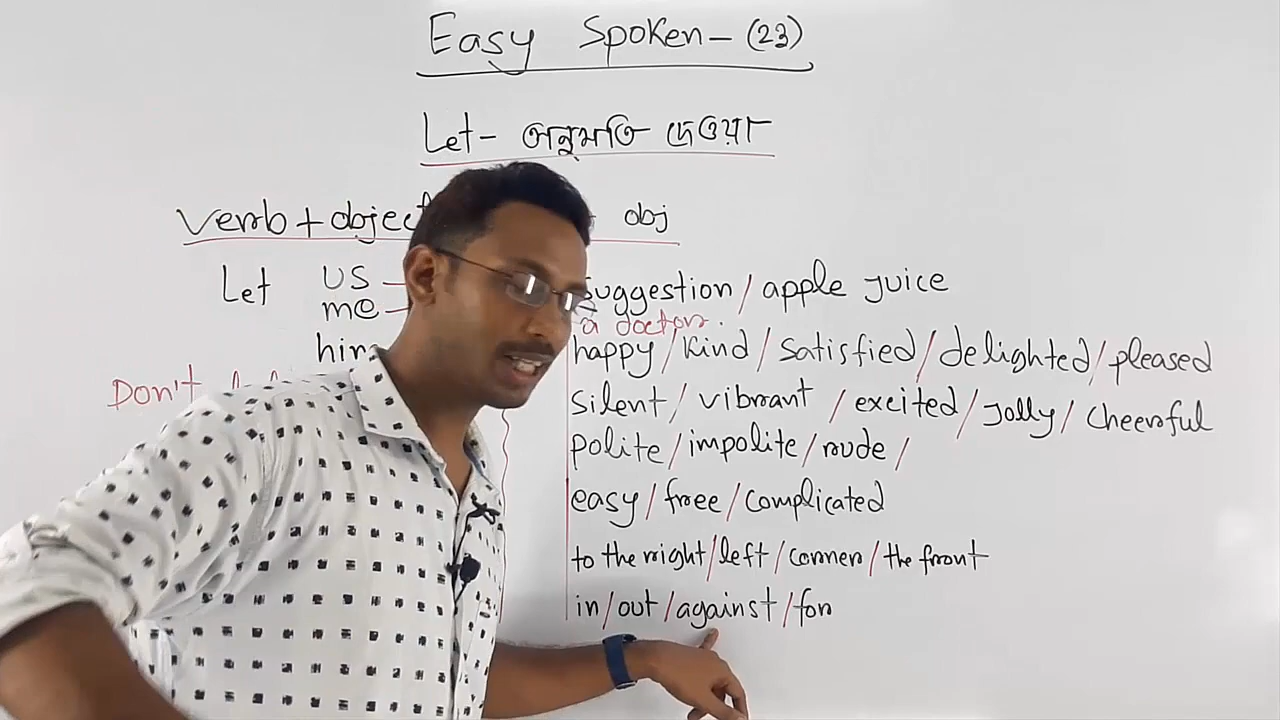 Easy Spoken - (23)
Let - অনুমতি দেওয়া
Verb + object + obj
Let us suggestion / apple juice
me a doctor.
him happy / kind / satisfied / delighted / pleased
Don't silent / vibrant / excited / jolly / cheerful
polite / impolite / rude /
easy / free / complicated
to the right / left / corner / the front
in / out / against / for